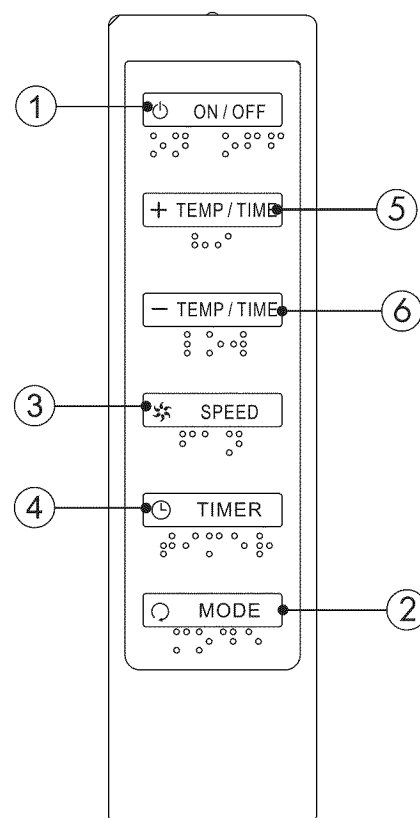 1
ON / OFF
+ TEMP / TIME
5
− TEMP / TIME
6
3
SPEED
4
TIMER
MODE
2